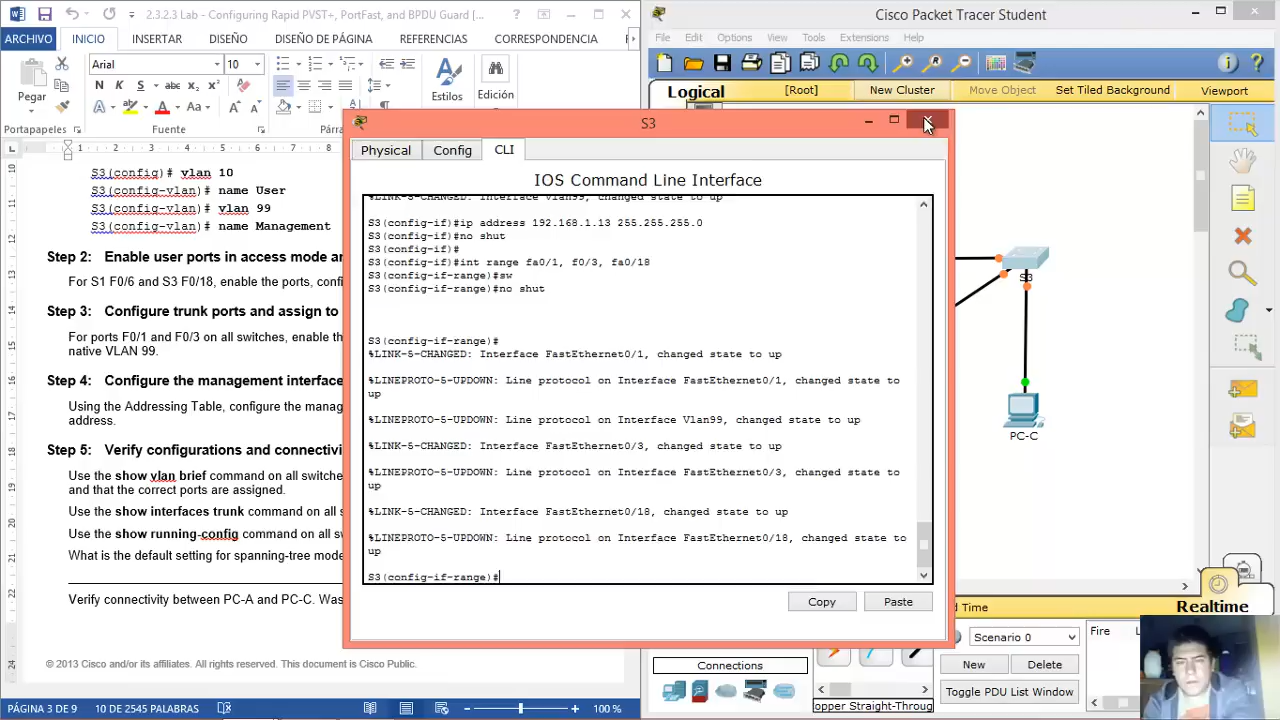 2.3.2.3 Lab - Configuring Rapid PVST+, PortFast, and BPDU Guard [...
Cisco Packet Tracer Student
ARCHIVO INICIO INSERTAR DISEÑO DISEÑO DE PÁGINA REFERENCIAS CORRESPONDENCIA
File Edit Options View Tools Extensions Help
Arial 10
Pegar
N K S abc x₂ x²
Estilos Edición
Logical [Root] New Cluster Move Object Set Tiled Background Viewport
S3(config)# vlan 10
S3(config-vlan)# name User
S3(config-vlan)# vlan 99
S3(config-vlan)# name Management
Step 2: Enable user ports in access mode an
For S1 F0/6 and S3 F0/18, enable the ports, confi
Step 3: Configure trunk ports and assign to
For ports F0/1 and F0/3 on all switches, enable th
native VLAN 99.
Step 4: Configure the management interface
Using the Addressing Table, configure the manag
address.
Step 5: Verify configurations and connectivi
Use the show vlan brief command on all switche
and that the correct ports are assigned.
Use the show interfaces trunk command on all s
Use the show running-config command on all sw
What is the default setting for spanning-tree mode
Verify connectivity between PC-A and PC-C. Was
© 2013 Cisco and/or its affiliates. All rights reserved. This document is Cisco Public.
PÁGINA 3 DE 9 10 DE 2545 PALABRAS 100 %
S3
Physical Config CLI
IOS Command Line Interface
%LINK-5-CHANGED: Interface Vlan99, changed state to up
S3(config-if)#ip address 192.168.1.13 255.255.255.0
S3(config-if)#no shut
S3(config-if)#
S3(config-if)#int range fa0/1, f0/3, fa0/18
S3(config-if-range)#sw
S3(config-if-range)#no shut
S3(config-if-range)#
%LINK-5-CHANGED: Interface FastEthernet0/1, changed state to up
%LINEPROTO-5-UPDOWN: Line protocol on Interface FastEthernet0/1, changed state to
up
%LINEPROTO-5-UPDOWN: Line protocol on Interface Vlan99, changed state to up
%LINK-5-CHANGED: Interface FastEthernet0/3, changed state to up
%LINEPROTO-5-UPDOWN: Line protocol on Interface FastEthernet0/3, changed state to
up
%LINK-5-CHANGED: Interface FastEthernet0/18, changed state to up
%LINEPROTO-5-UPDOWN: Line protocol on Interface FastEthernet0/18, changed state to
up
S3(config-if-range)#
Copy Paste
S3
PC-C
Time Realtime
Scenario 0 Fire
New Delete
Toggle PDU List Window
Connections
opper Straight-Throug